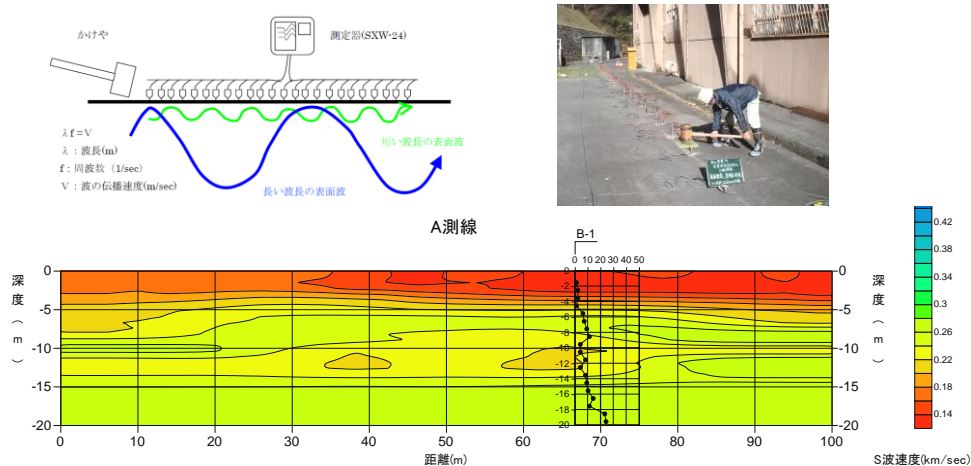 かけや
測定器(SXW-24)
λf=V
λ：波長(m)
f：周波数（1/sec）
V：波の伝播速度(m/sec)
短い波長の表面波
長い波長の表面波
A測線
B-1
0 10 20 30 40 50
深度（m）
0
-5
-10
-15
-20
-0
-2
-4
-6
-8
-10
-12
-14
-16
-18
-20
0
-5
-10
-15
-20
深度（m）
0 10 20 30 40 50 60 70 80 90 100
距離(m)
0.42
0.38
0.34
0.3
0.26
0.22
0.18
0.14
S波速度(km/sec)